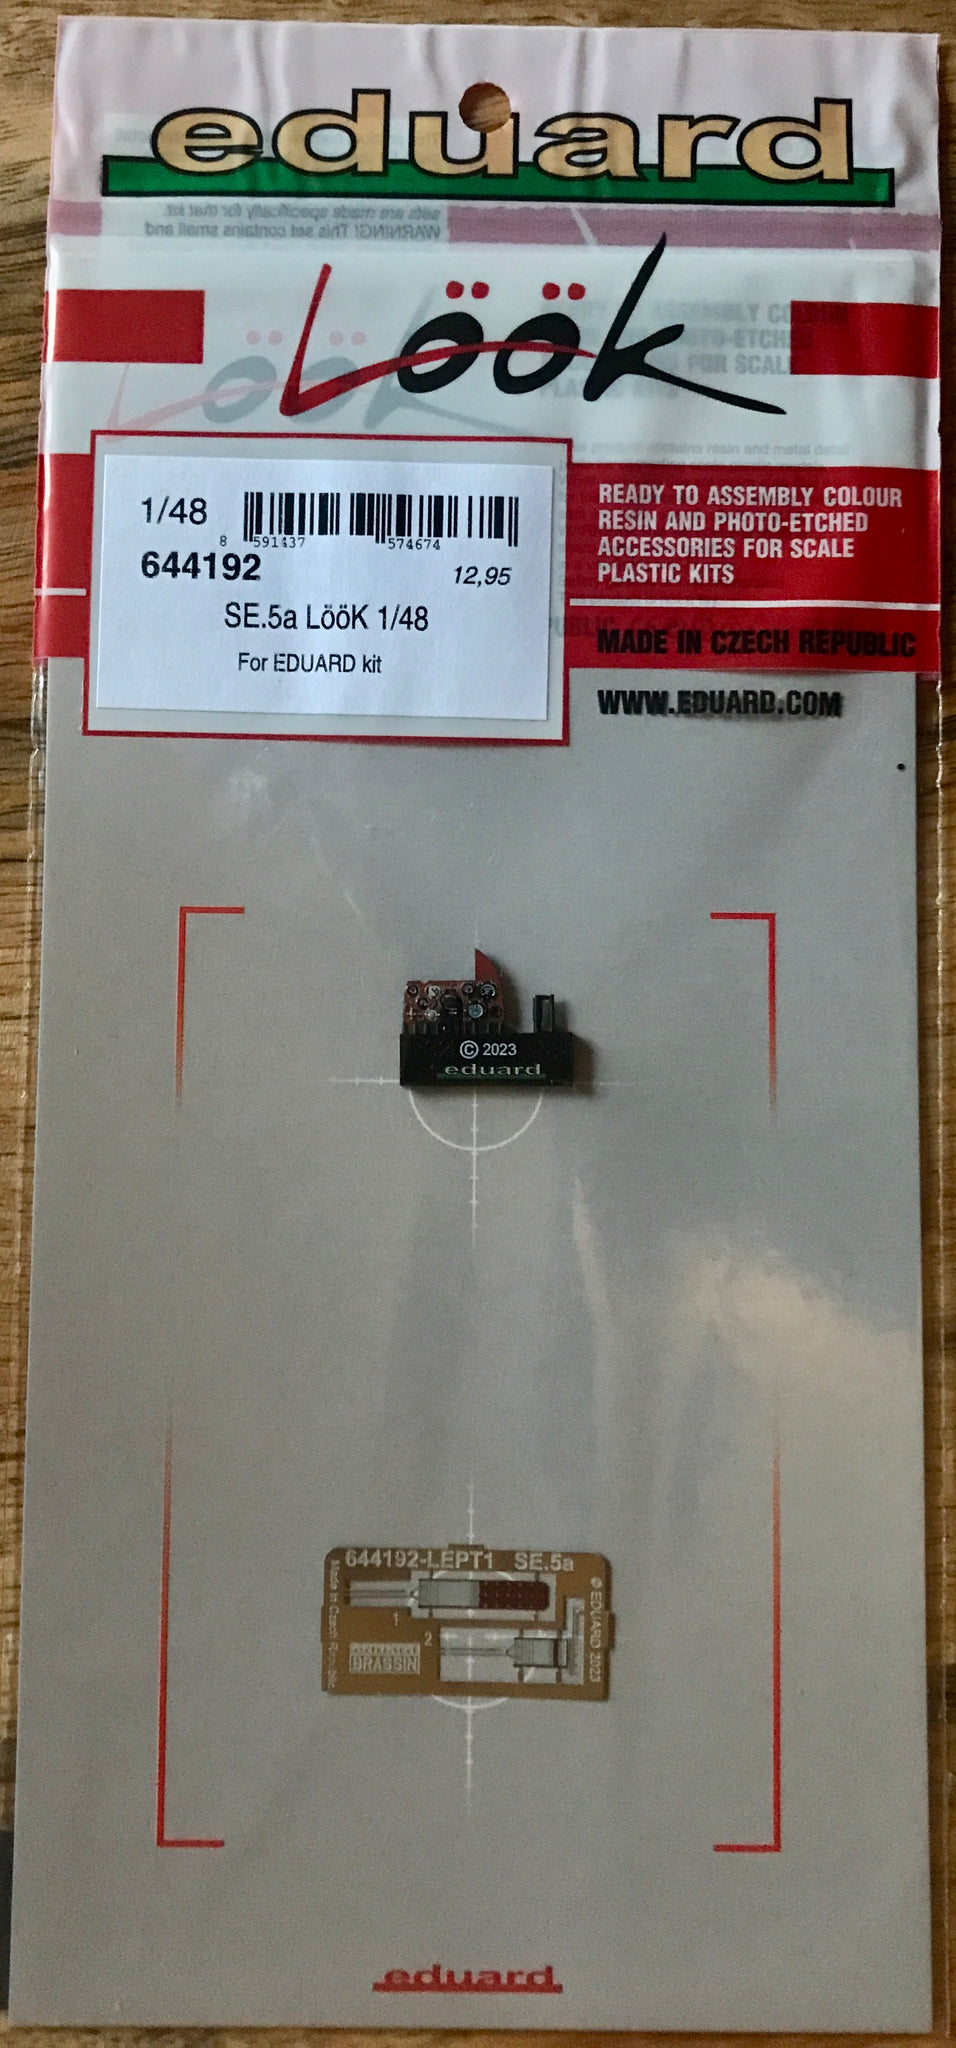 eduard
sets are made specifically for that kit.
WARNING! This set contains small and
Löök
1/48
8 591437 574674
644192
12,95
SE.5a LööK 1/48
For EDUARD kit
READY TO ASSEMBLY COLOUR
RESIN AND PHOTO-ETCHED
ACCESSORIES FOR SCALE
PLASTIC KITS
MADE IN CZECH REPUBLIC
WWW.EDUARD.COM
© 2023
eduard
644192-LEPT1 SE.5a
1
2
eduard
BRASSIN
© EDUARD 2023
eduard